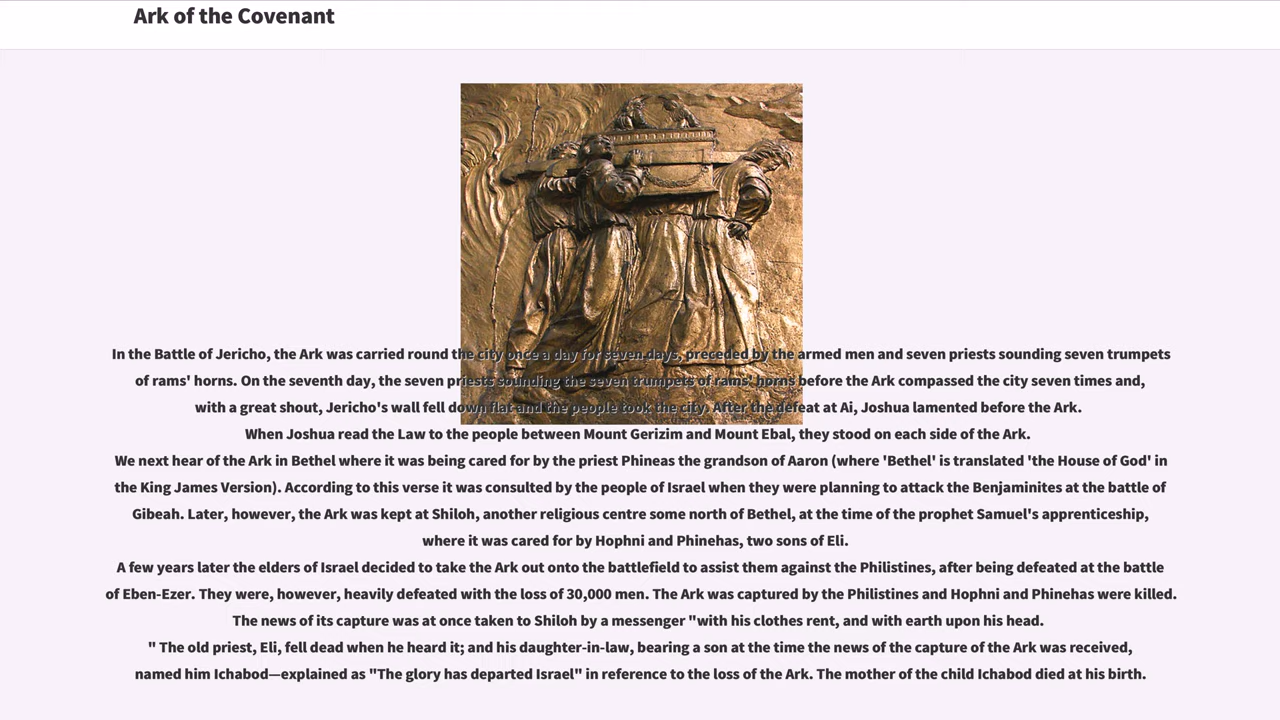 Ark of the Covenant
In the Battle of Jericho, the Ark was carried round the city once a day for seven days, preceded by the armed men and seven priests sounding seven trumpets
of rams' horns. On the seventh day, the seven priests sounding the seven trumpets of rams' horns before the Ark compassed the city seven times and,
with a great shout, Jericho's wall fell down flat and the people took the city. After the defeat at Ai, Joshua lamented before the Ark.
When Joshua read the Law to the people between Mount Gerizim and Mount Ebal, they stood on each side of the Ark.
We next hear of the Ark in Bethel where it was being cared for by the priest Phineas the grandson of Aaron (where 'Bethel' is translated 'the House of God' in
the King James Version). According to this verse it was consulted by the people of Israel when they were planning to attack the Benjaminites at the battle of
Gibeah. Later, however, the Ark was kept at Shiloh, another religious centre some north of Bethel, at the time of the prophet Samuel's apprenticeship,
where it was cared for by Hophni and Phinehas, two sons of Eli.
A few years later the elders of Israel decided to take the Ark out onto the battlefield to assist them against the Philistines, after being defeated at the battle
of Eben-Ezer. They were, however, heavily defeated with the loss of 30,000 men. The Ark was captured by the Philistines and Hophni and Phinehas were killed.
The news of its capture was at once taken to Shiloh by a messenger "with his clothes rent, and with earth upon his head.
" The old priest, Eli, fell dead when he heard it; and his daughter-in-law, bearing a son at the time the news of the capture of the Ark was received,
named him Ichabod—explained as "The glory has departed Israel" in reference to the loss of the Ark. The mother of the child Ichabod died at his birth.